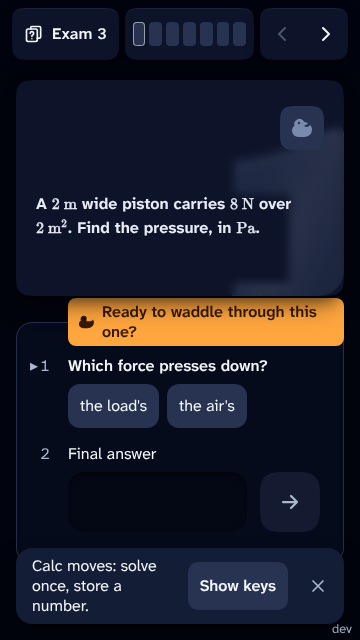 Exam 3
A 2 m wide piston carries 8 N over
2 m². Find the pressure, in Pa.
Ready to waddle through this
one?
1 Which force presses down?
the load's the air's
2 Final answer
Calc moves: solve
once, store a
number.
Show keys
dev